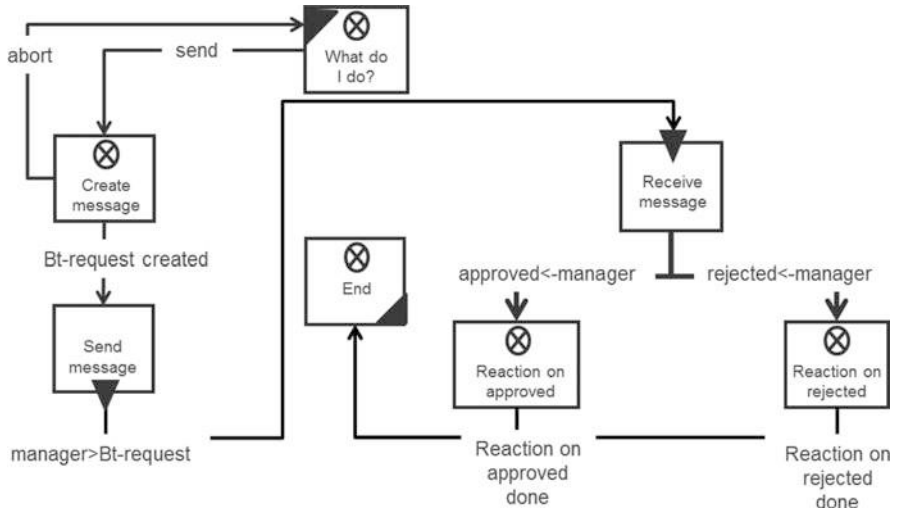 abort
send
What do
I do?
Create
message
Receive
message
Bt-request created
End
approved<-manager
rejected<-manager
Send
message
Reaction on
approved
Reaction on
rejected
manager>Bt-request
Reaction on
approved
done
Reaction on
rejected
done